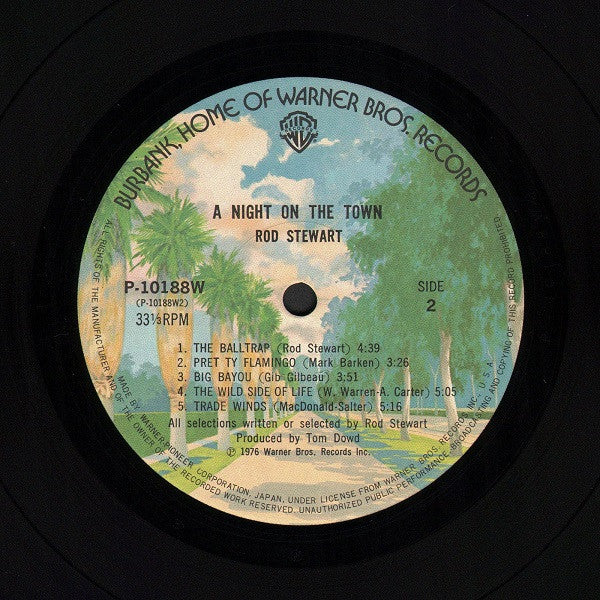 BURBANK, HOME OF WARNER BROS. RECORDS
A NIGHT ON THE TOWN
ROD STEWART
P-10188W
(P-10188W2)
33⅓RPM
SIDE
2
1. THE BALLTRAP (Rod Stewart) 4:39
2. PRET TY FLAMINGO (Mark Barken) 3:26
3. BIG BAYOU (Gib Gilbeau) 3:51
4. THE WILD SIDE OF LIFE (W. Warren-A. Carter) 5:05
5. TRADE WINDS (MacDonald-Salter) 5:16
All selections written or selected by Rod Stewart
Produced by Tom Dowd
℗ 1976 Warner Bros. Records Inc.
MADE BY WARNER-PIONEER CORPORATION, JAPAN, UNDER LICENSE FROM WARNER BROS. RECORDS INC., U.S.A.
ALL RIGHTS OF THE MANUFACTURER AND OF THE OWNER OF THE RECORDED WORK RESERVED. UNAUTHORIZED PUBLIC PERFORMANCE, BROADCASTING AND COPYING OF THIS RECORD PROHIBITED